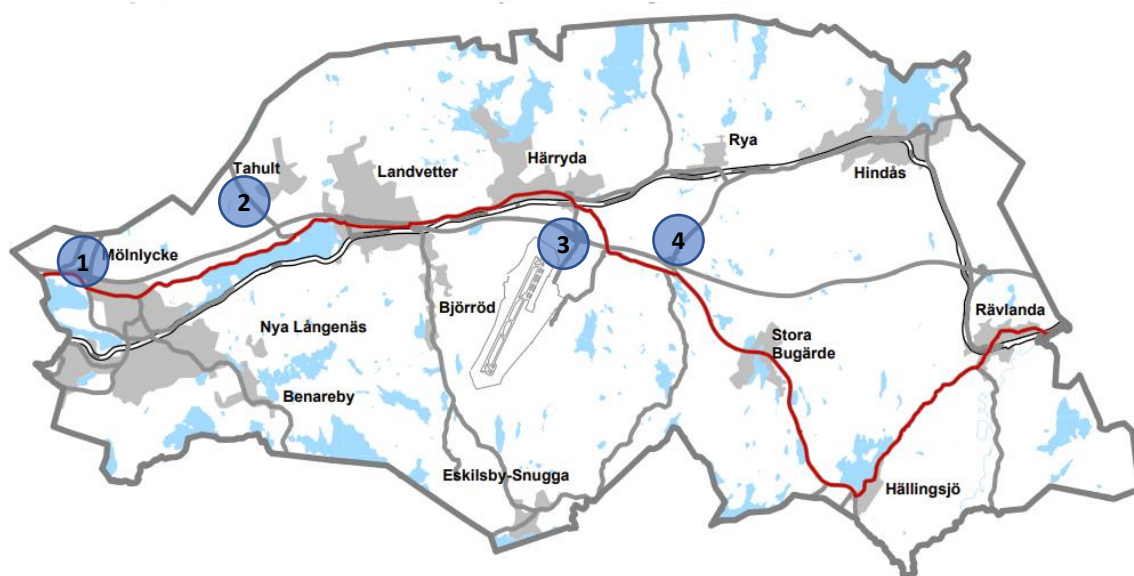 Rya
Härryda
Hindås
Tahult
Landvetter
2
3
4
1
Mölnlycke
Björröd
Rävlanda
Nya Långenäs
Stora
Bugärde
Benareby
Eskilsby-Snugga
Hällingsjö